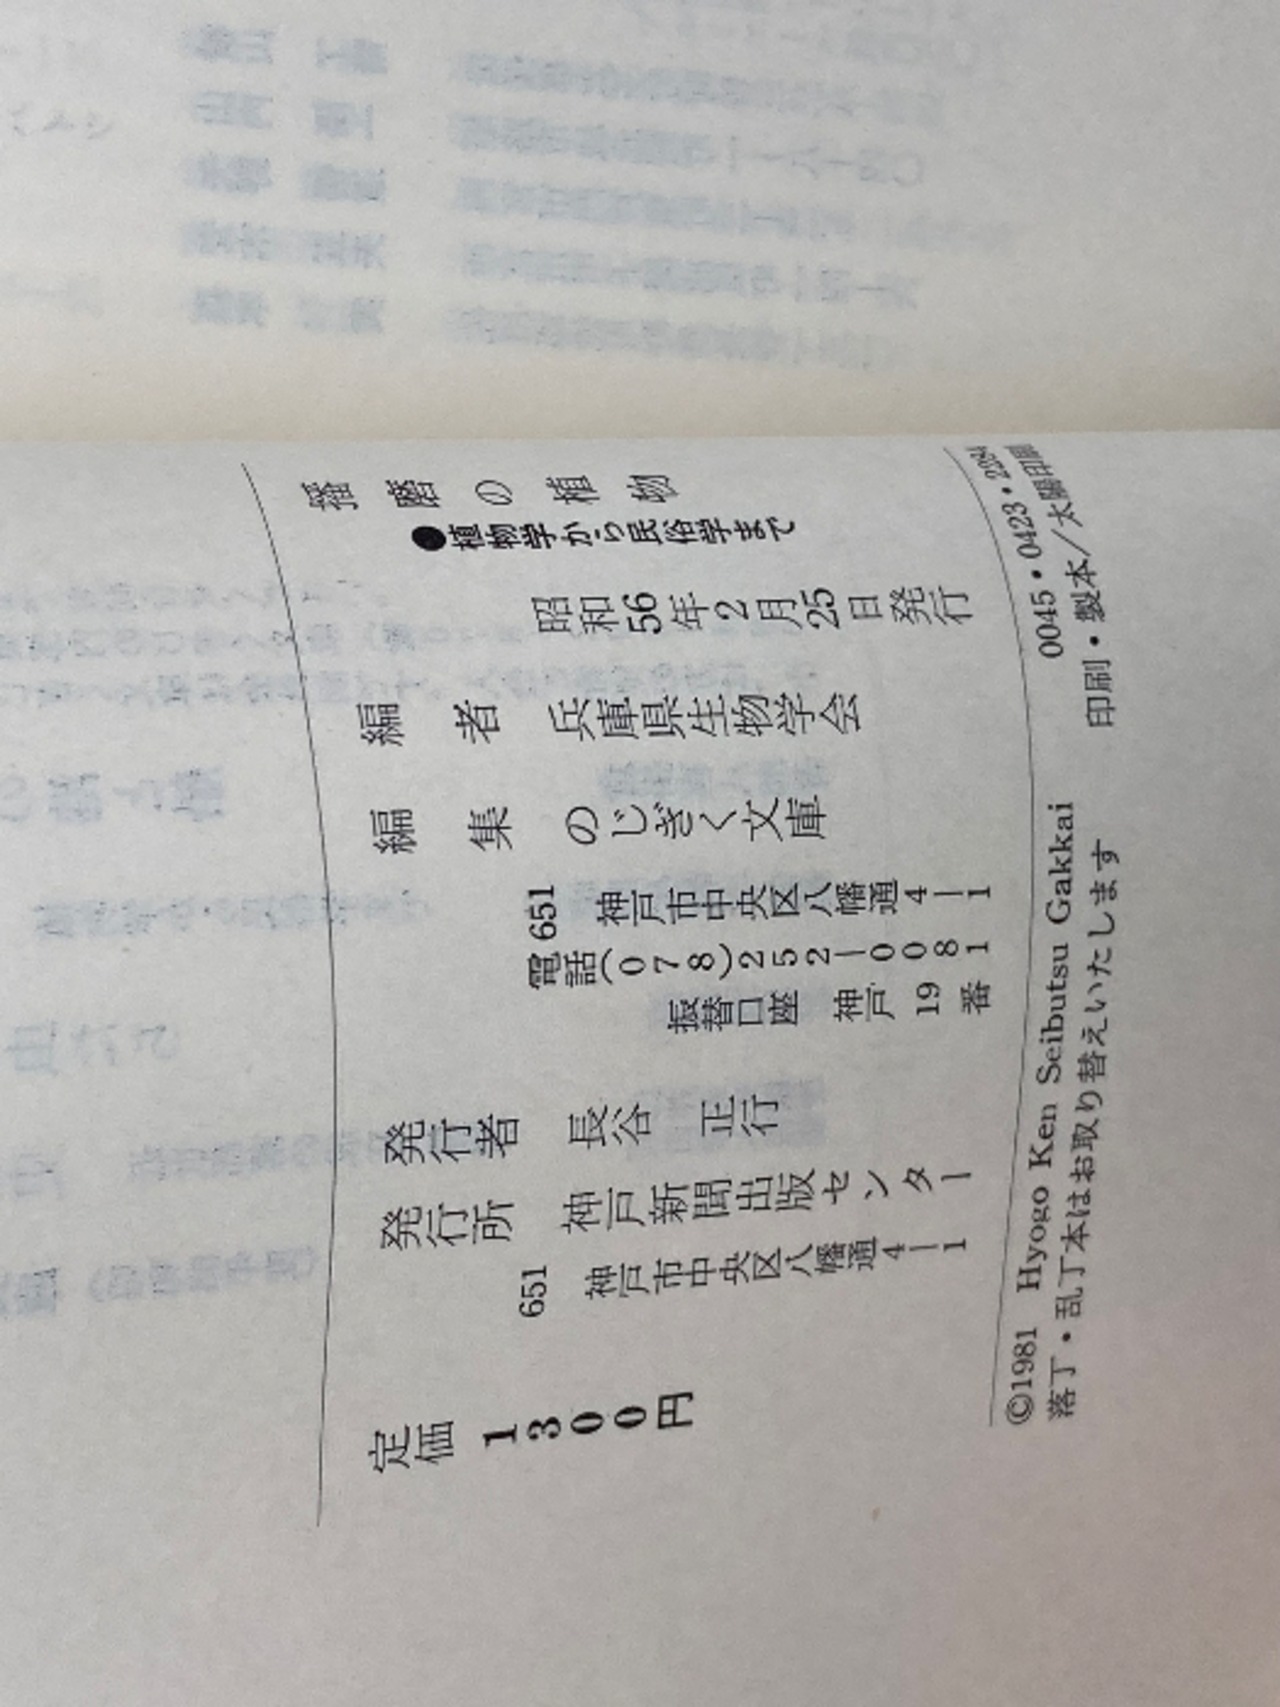 播磨の植物
●植物学から民俗学まで
昭和56年2月25日発行
編者 兵庫県生物学会
編集 のじぎく文庫
651 神戸市中央区八幡通4―1
電話(078)252―0081
振替口座 神戸 19 番
発行者 長谷 正行
発行所 神戸新聞出版センター
651 神戸市中央区八幡通4―1
定価 1300円
0045・0423・2384
印刷・製本/太陽印刷
©1981 Hyogo Ken Seibutsu Gakkai
落丁・乱丁本はお取り替えいたします